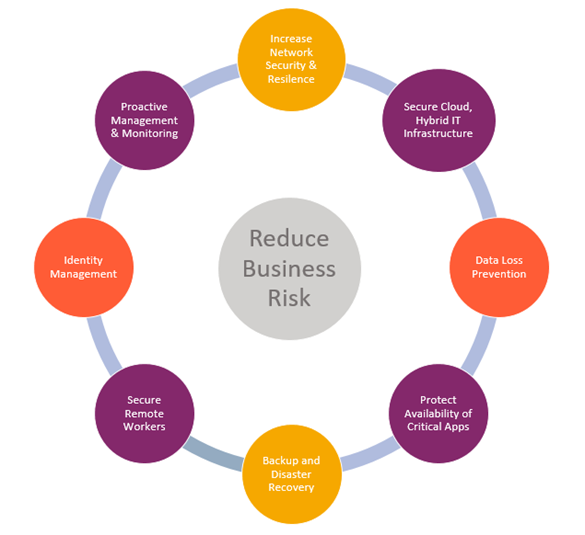 Increase
Network
Security &
Resilence
Secure Cloud,
Hybrid IT
Infrastructure
Data Loss
Prevention
Protect
Availability of
Critical Apps
Backup and
Disaster
Recovery
Secure
Remote
Workers
Identity
Management
Proactive
Management
& Monitoring
Reduce
Business
Risk